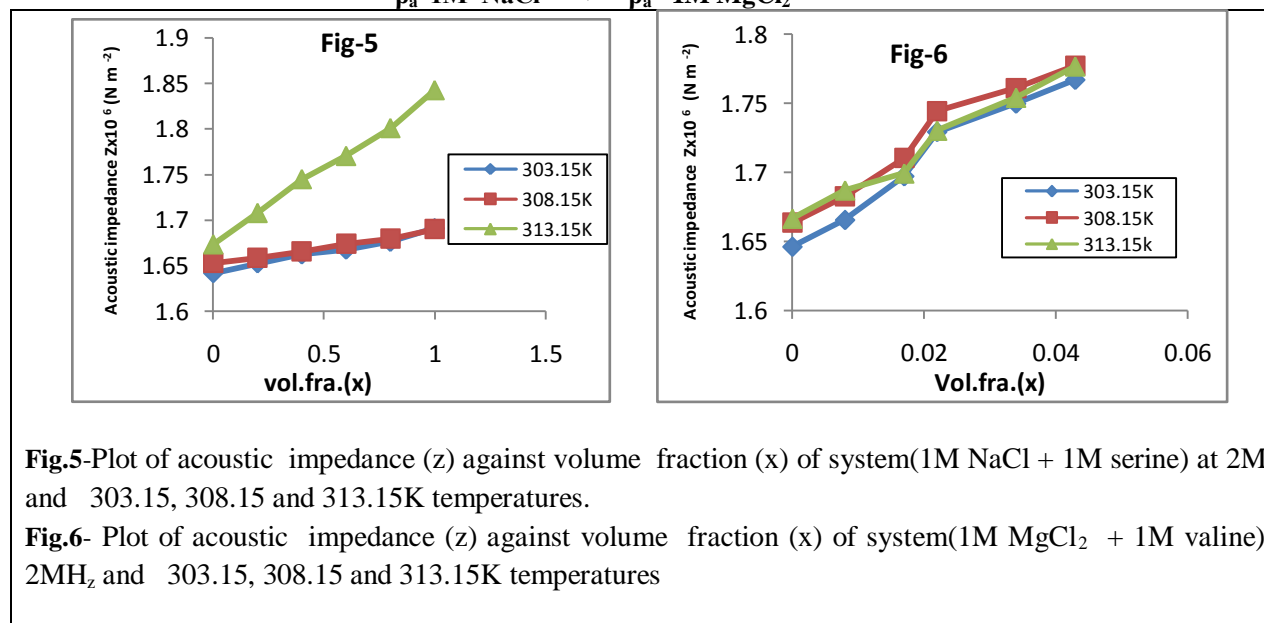 βa 1M NaCl βa 1M MgCl2
Fig-5
Acoustic impedance Zx10 6 (N m -2)
1.9
1.85
1.8
1.75
1.7
1.65
1.6
0 0.5 1 1.5
vol.fra.(x)
303.15K
308.15K
313.15K
Fig-6
Acoustic impedance Zx10 6 (N m -2)
1.8
1.75
1.7
1.65
1.6
0 0.02 0.04 0.06
Vol.fra.(x)
303.15K
308.15K
313.15k
Fig.5-Plot of acoustic impedance (z) against volume fraction (x) of system(1M NaCl + 1M serine) at 2M
and 303.15, 308.15 and 313.15K temperatures.
Fig.6- Plot of acoustic impedance (z) against volume fraction (x) of system(1M MgCl2 + 1M valine)
2MHz and 303.15, 308.15 and 313.15K temperatures